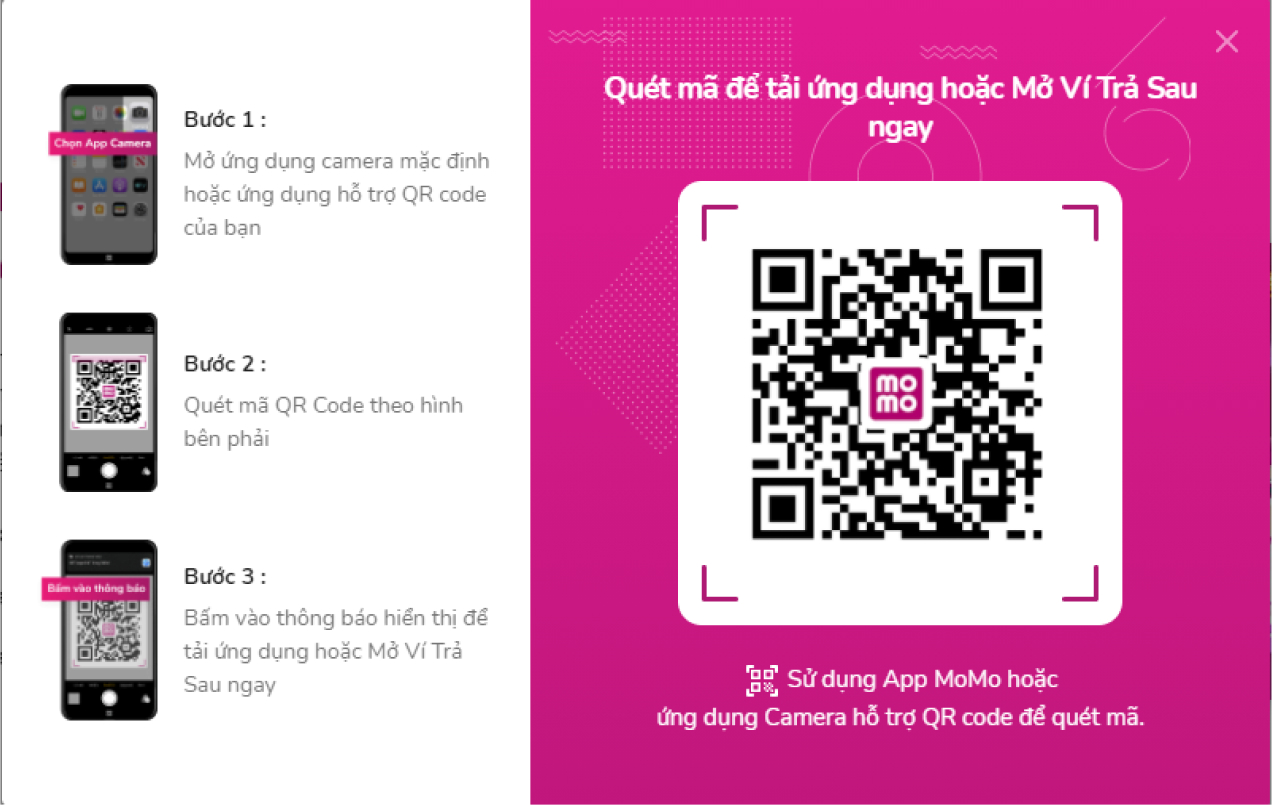 Bước 1 :
Chọn App Camera
Mở ứng dụng camera mặc định
hoặc ứng dụng hỗ trợ QR code
của bạn
Bước 2 :
Quét mã QR Code theo hình
bên phải
Bước 3 :
Bấm vào thông báo
Bấm vào thông báo hiển thị để
tải ứng dụng hoặc Mở Ví Trả
Sau ngay
Quét mã để tải ứng dụng hoặc Mở Ví Trả Sau
ngay
mo
mo
Sử dụng App MoMo hoặc
ứng dụng Camera hỗ trợ QR code để quét mã.